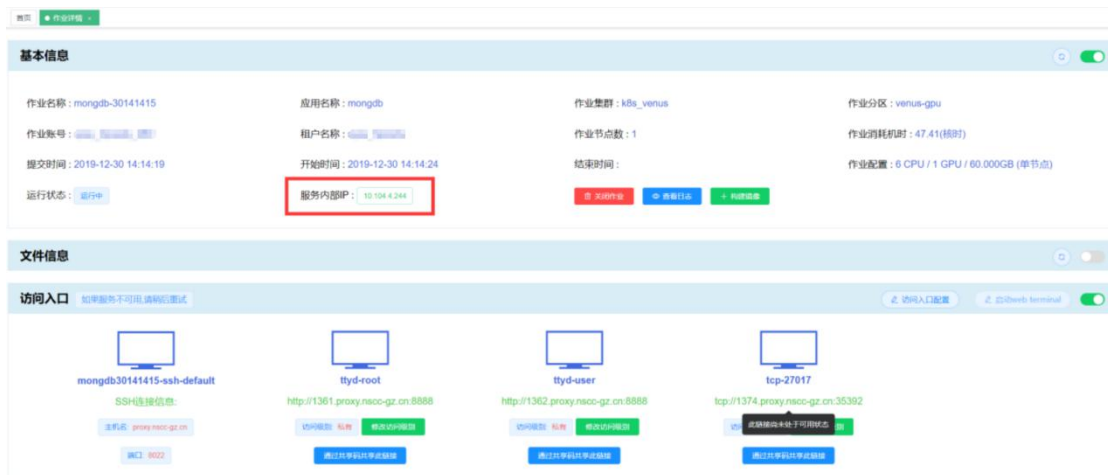 首页 ● 作业详情 ×
基本信息
作业名称 : mongdb-30141415 应用名称 : mongdb 作业集群 : k8s_venus 作业分区 : venus-gpu
作业账号 : 租户名称 : 作业节点数 : 1 作业消耗机时 : 47.41(核时)
提交时间 : 2019-12-30 14:14:19 开始时间 : 2019-12-30 14:14:24 结束时间 : 作业配置 : 6 CPU / 1 GPU / 60.000GB (单节点)
运行状态 : 运行中 服务内部IP : 10.104.4.244 关闭作业 查看日志 + 构建镜像
文件信息
访问入口 如果服务不可用,请稍后重试 访问入口配置 启动web terminal
mongdb30141415-ssh-default ttyd-root ttyd-user tcp-27017
SSH连接信息: http://1361.proxy.nscc-gz.cn:8888 http://1362.proxy.nscc-gz.cn:8888 tcp://1374.proxy.nscc-gz.cn:35392
主机名: proxy.nscc-gz.cn 访问级别: 私有 修改访问级别 访问级别: 私有 修改访问级别 此链接尚未处于可用状态
端口: 8022 通过共享码共享此链接 通过共享码共享此链接 通过共享码共享此链接